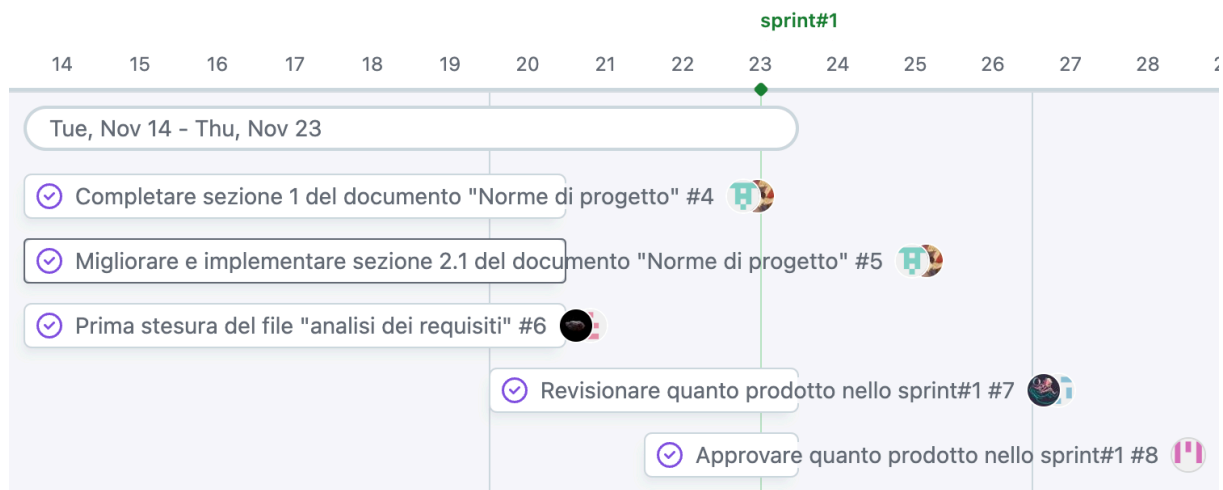 sprint#1
14 15 16 17 18 19 20 21 22 23 24 25 26 27 28
Tue, Nov 14 - Thu, Nov 23
Completare sezione 1 del documento "Norme di progetto" #4
Migliorare e implementare sezione 2.1 del documento "Norme di progetto" #5
Prima stesura del file "analisi dei requisiti" #6
Revisionare quanto prodotto nello sprint#1 #7
Approvare quanto prodotto nello sprint#1 #8